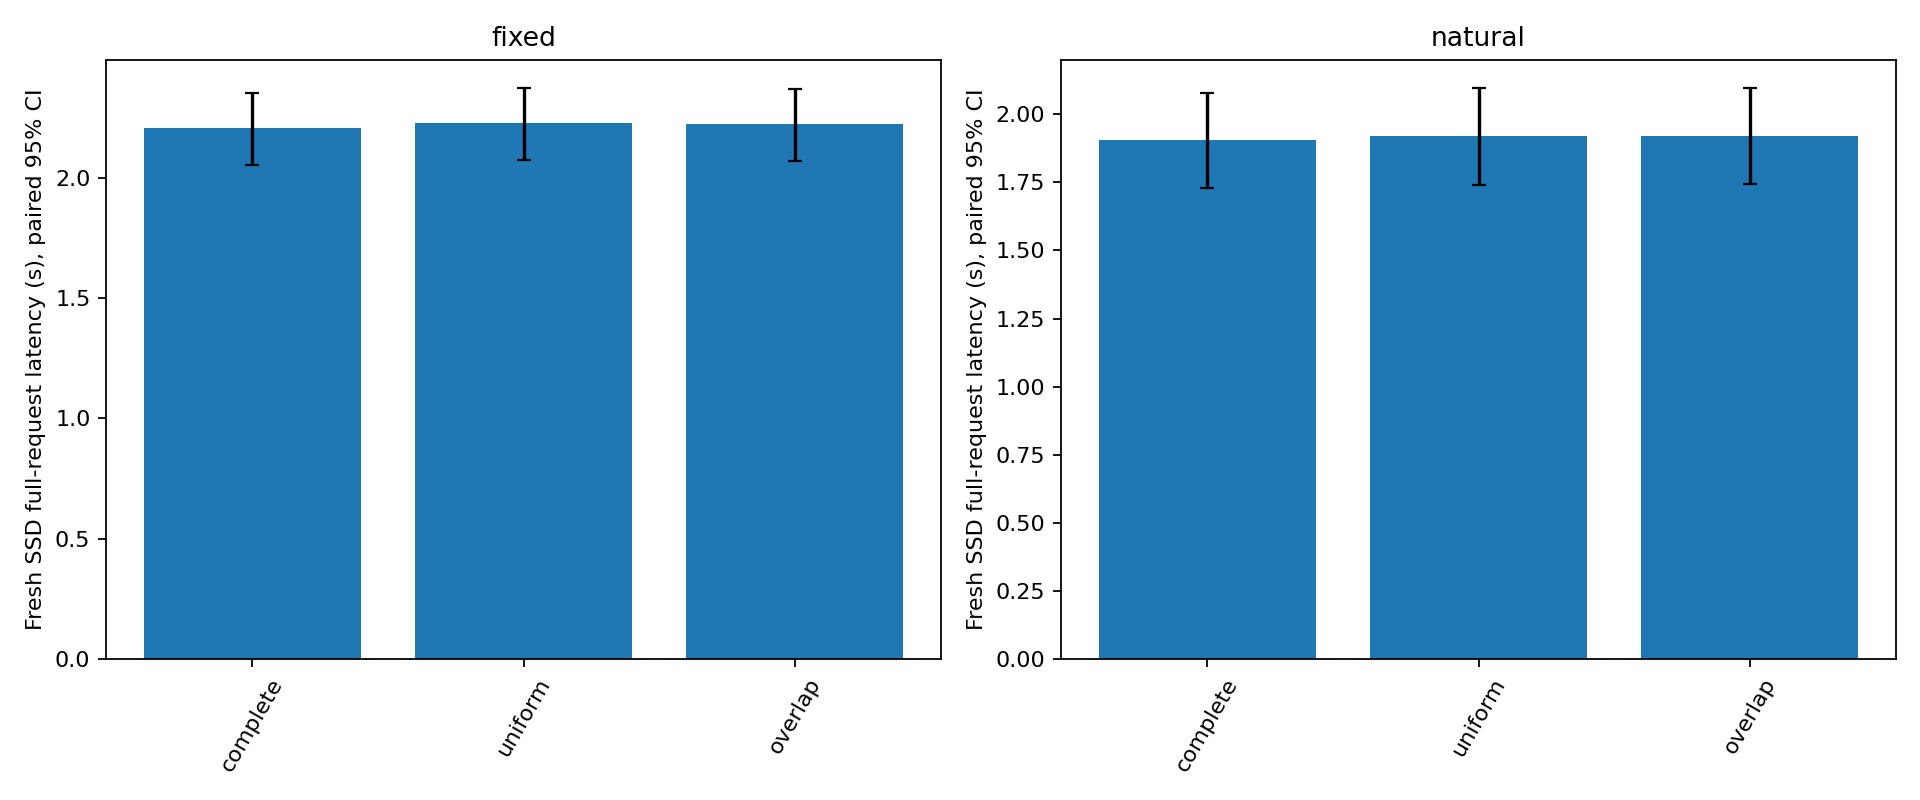 fixed
Fresh SSD full-request latency (s), paired 95% CI
2.0
1.5
1.0
0.5
0.0
complete
uniform
overlap
natural
Fresh SSD full-request latency (s), paired 95% CI
2.00
1.75
1.50
1.25
1.00
0.75
0.50
0.25
0.00
complete
uniform
overlap